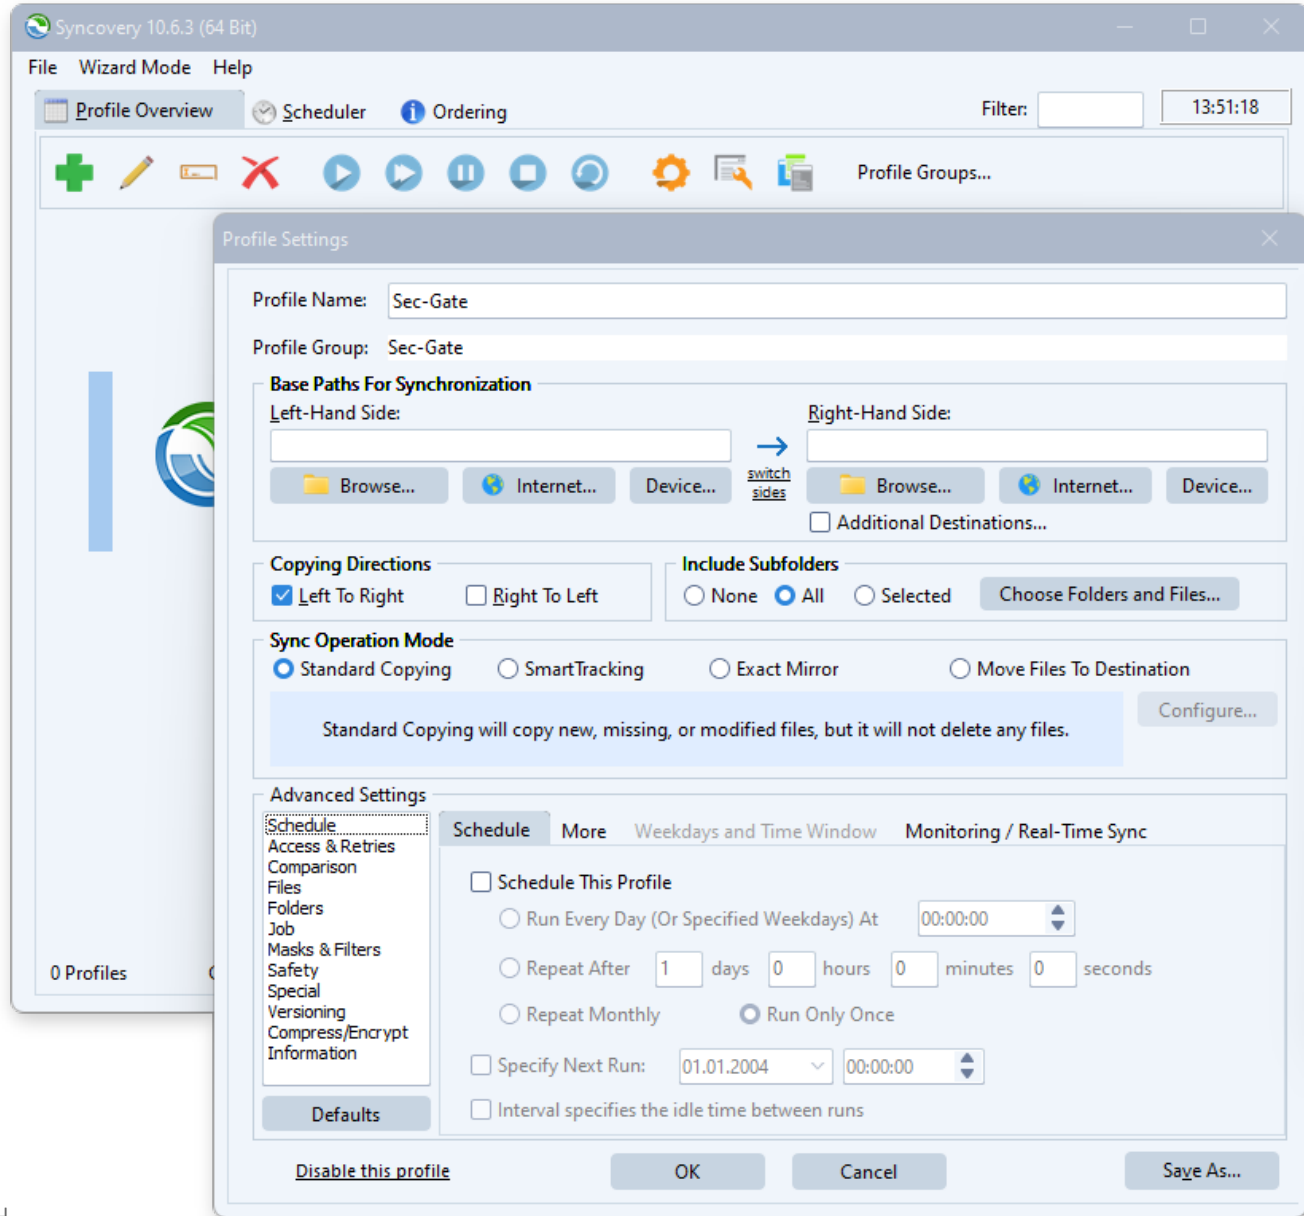 Syncovery 10.6.3 (64 Bit)
File Wizard Mode Help
Profile Overview Scheduler Ordering Filter: 13:51:18
Profile Groups...
Profile Settings
Profile Name: Sec-Gate
Profile Group: Sec-Gate
Base Paths For Synchronization
Left-Hand Side: Right-Hand Side:
Browse... Internet... Device... switch sides Browse... Internet... Device...
Additional Destinations...
Copying Directions Include Subfolders
Left To Right Right To Left None All Selected Choose Folders and Files...
Sync Operation Mode
Standard Copying SmartTracking Exact Mirror Move Files To Destination
Configure...
Standard Copying will copy new, missing, or modified files, but it will not delete any files.
Advanced Settings
Schedule
Access & Retries
Comparison
Files
Folders
Job
Masks & Filters
Safety
Special
Versioning
Compress/Encrypt
Information
Defaults
Schedule More Weekdays and Time Window Monitoring / Real-Time Sync
Schedule This Profile
Run Every Day (Or Specified Weekdays) At 00:00:00
Repeat After 1 days 0 hours 0 minutes 0 seconds
Repeat Monthly Run Only Once
Specify Next Run: 01.01.2004 00:00:00
Interval specifies the idle time between runs
0 Profiles
Disable this profile OK Cancel Save As...